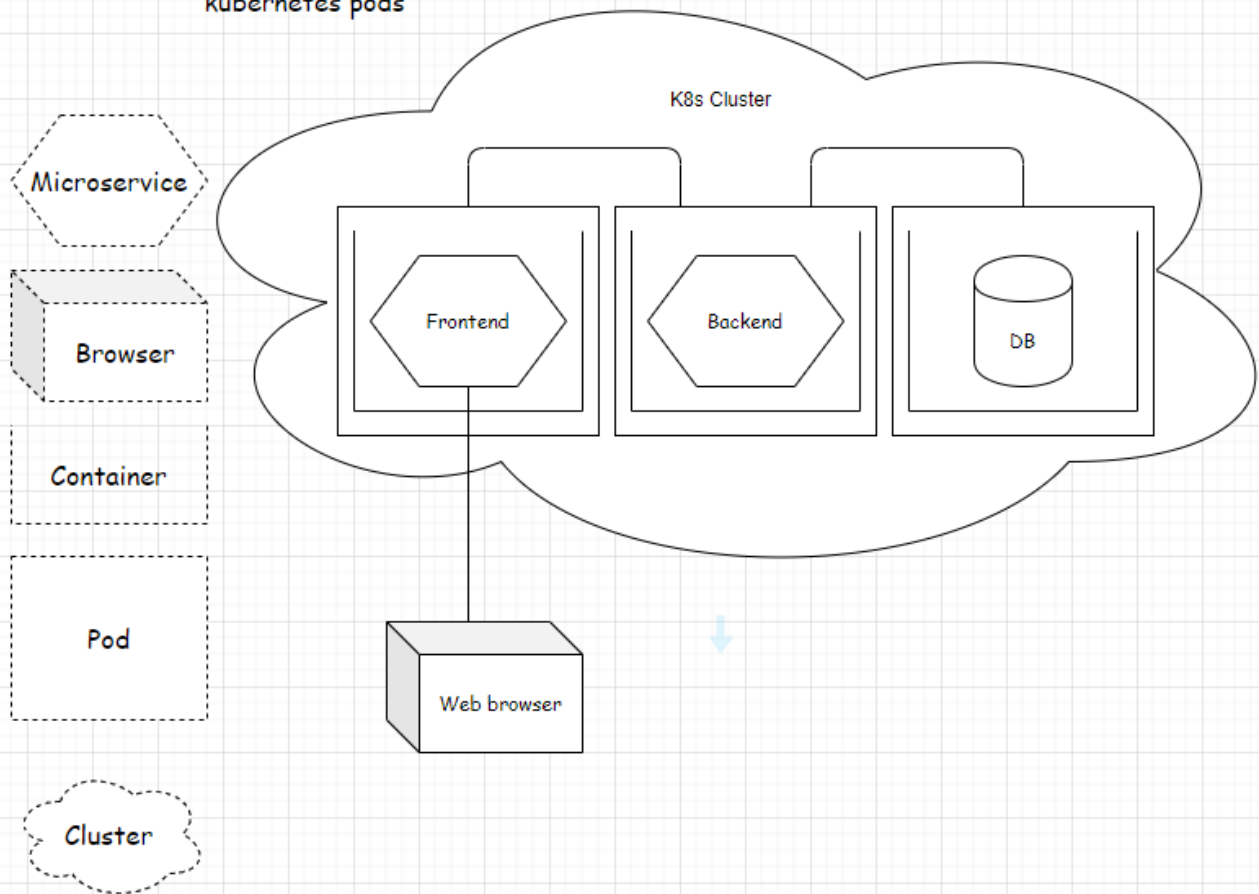 kubernetes pods
K8s Cluster
Microservice
Browser
Container
Pod
Cluster
Frontend
Backend
DB
Web browser